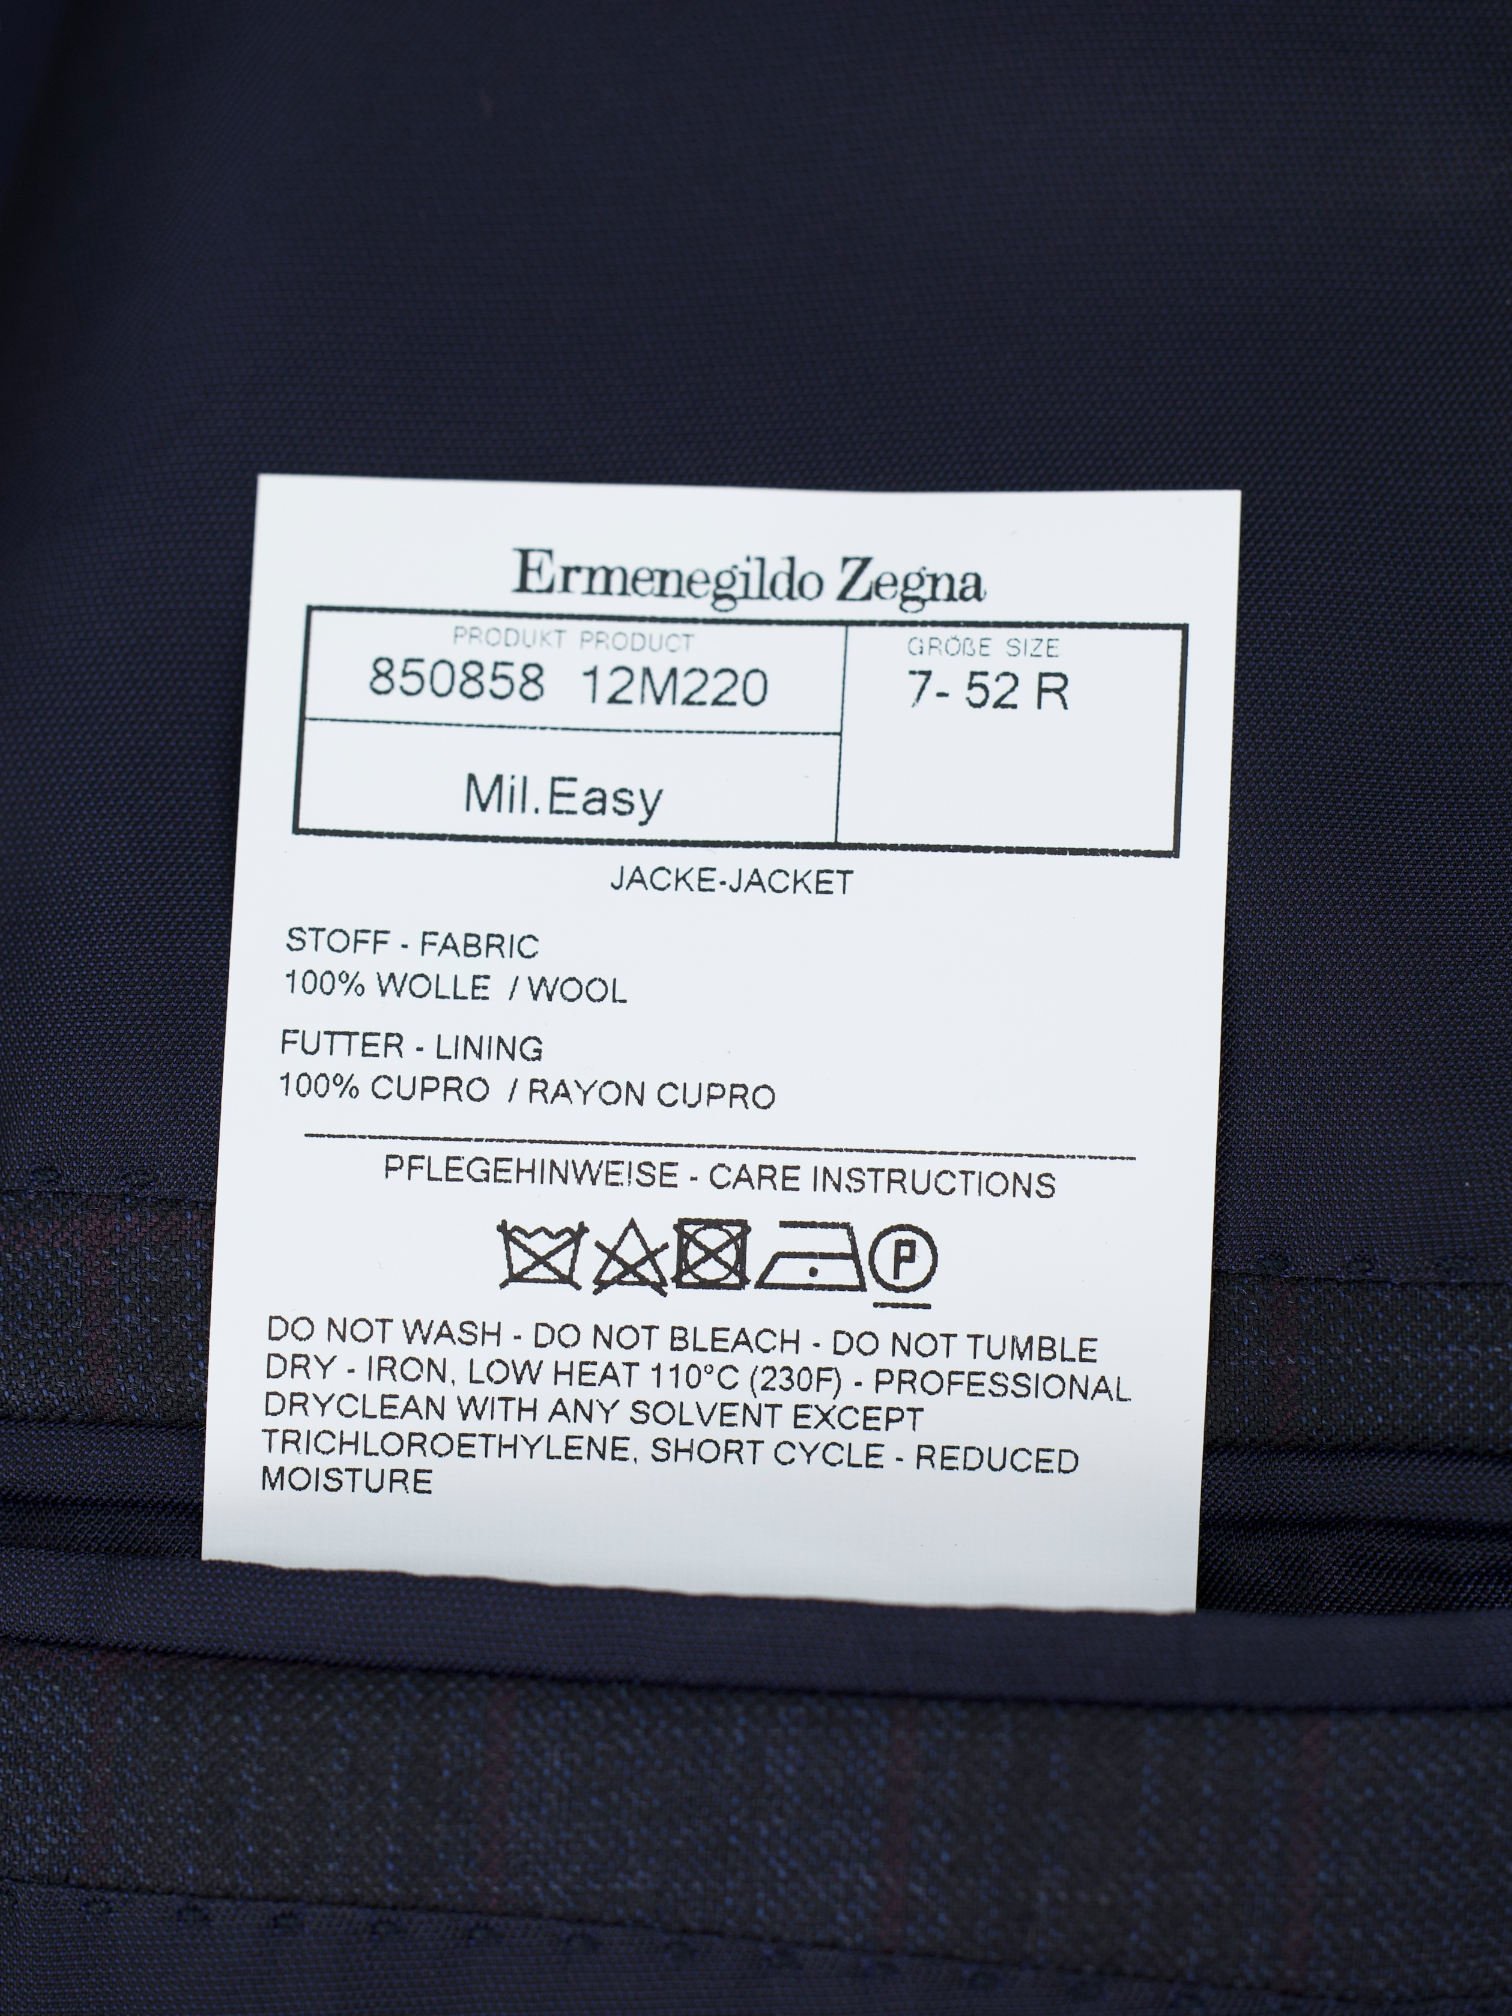 Ermenegildo Zegna
PRODUKT PRODUCT
850858 12M220
GRÖßE SIZE
7- 52 R
Mil.Easy
JACKE-JACKET
STOFF - FABRIC
100% WOLLE / WOOL
FUTTER - LINING
100% CUPRO / RAYON CUPRO
PFLEGEHINWEISE - CARE INSTRUCTIONS
P
DO NOT WASH - DO NOT BLEACH - DO NOT TUMBLE
DRY - IRON, LOW HEAT 110°C (230F) - PROFESSIONAL
DRYCLEAN WITH ANY SOLVENT EXCEPT
TRICHLOROETHYLENE, SHORT CYCLE - REDUCED
MOISTURE